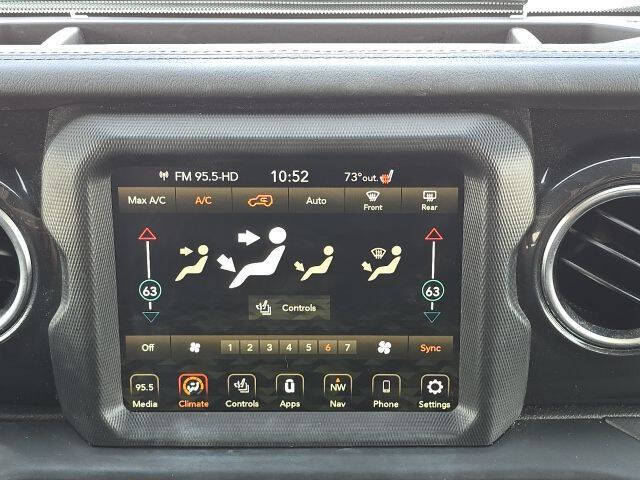 FM 95.5-HD 10:52 73°out.
Max A/C A/C Auto Front Rear
63 63
Controls
Off 1 2 3 4 5 6 7 Sync
95.5 NW
Media Climate Controls Apps Nav Phone Settings